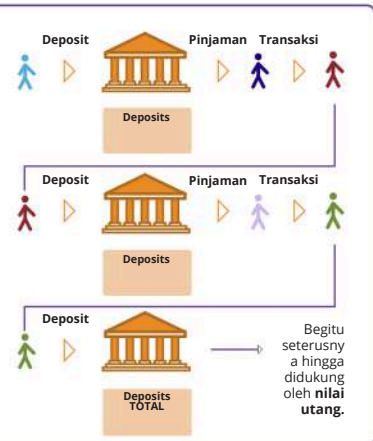 Deposit Pinjaman Transaksi
Deposits
Deposit Pinjaman Transaksi
Deposits
Deposit
Begitu
seterusny
a hingga
didukung
oleh nilai
utang.
Deposits
TOTAL